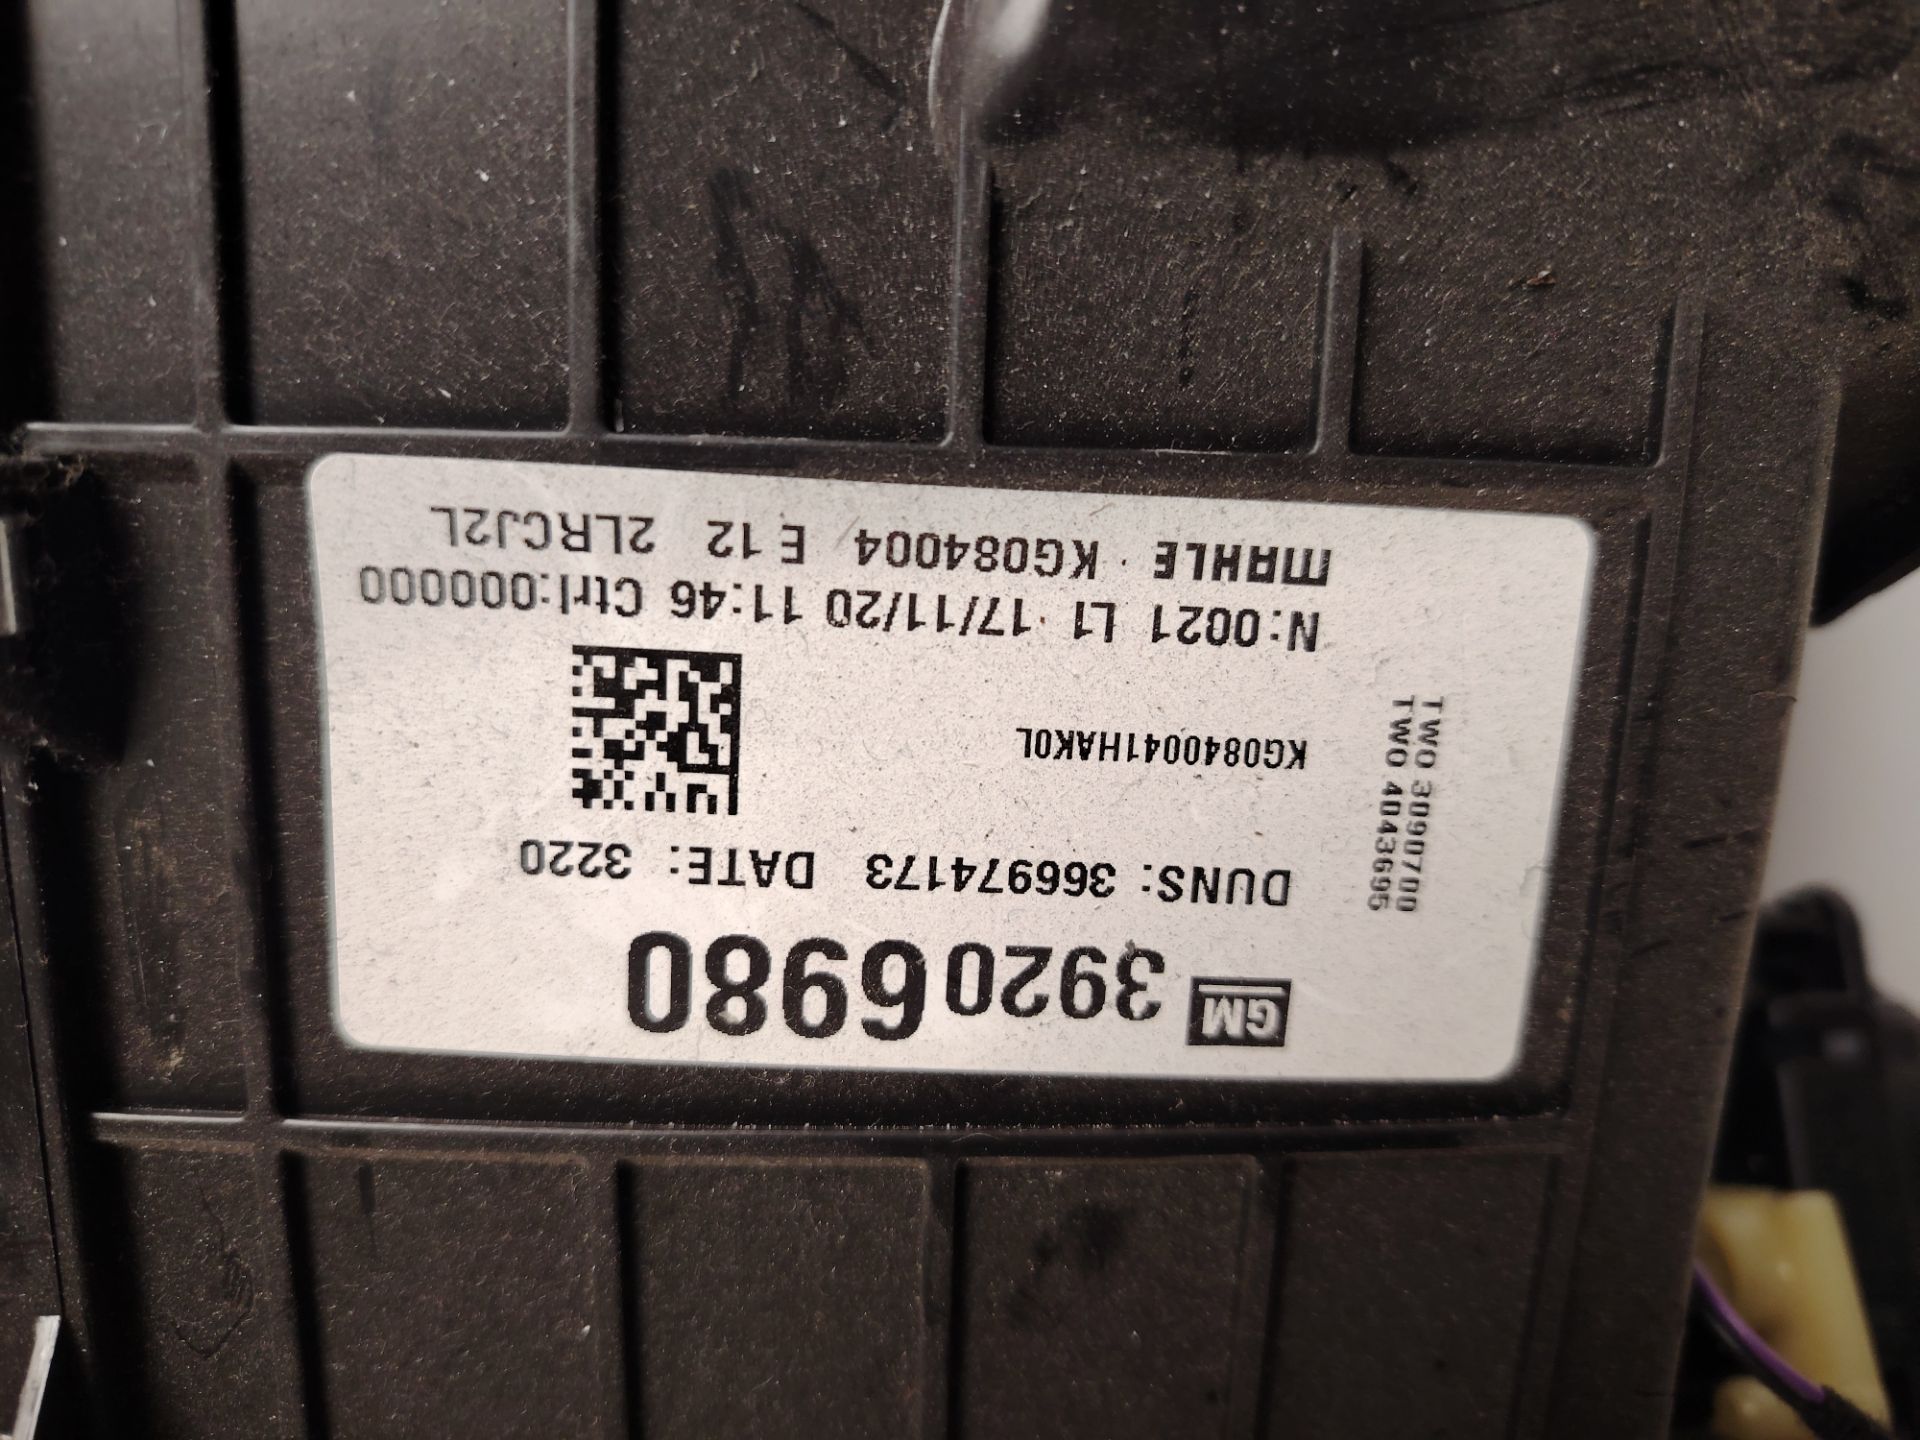 GM 39206980
DUNS: 366974173 DATE: 3220
KG0840041HAK0L
N:0021 L1 17/11/20 11:46 Ctrl:000000
MAHLE KG084004 E 12 2LRCJ2L
TWO 3090700
TWO 4043695